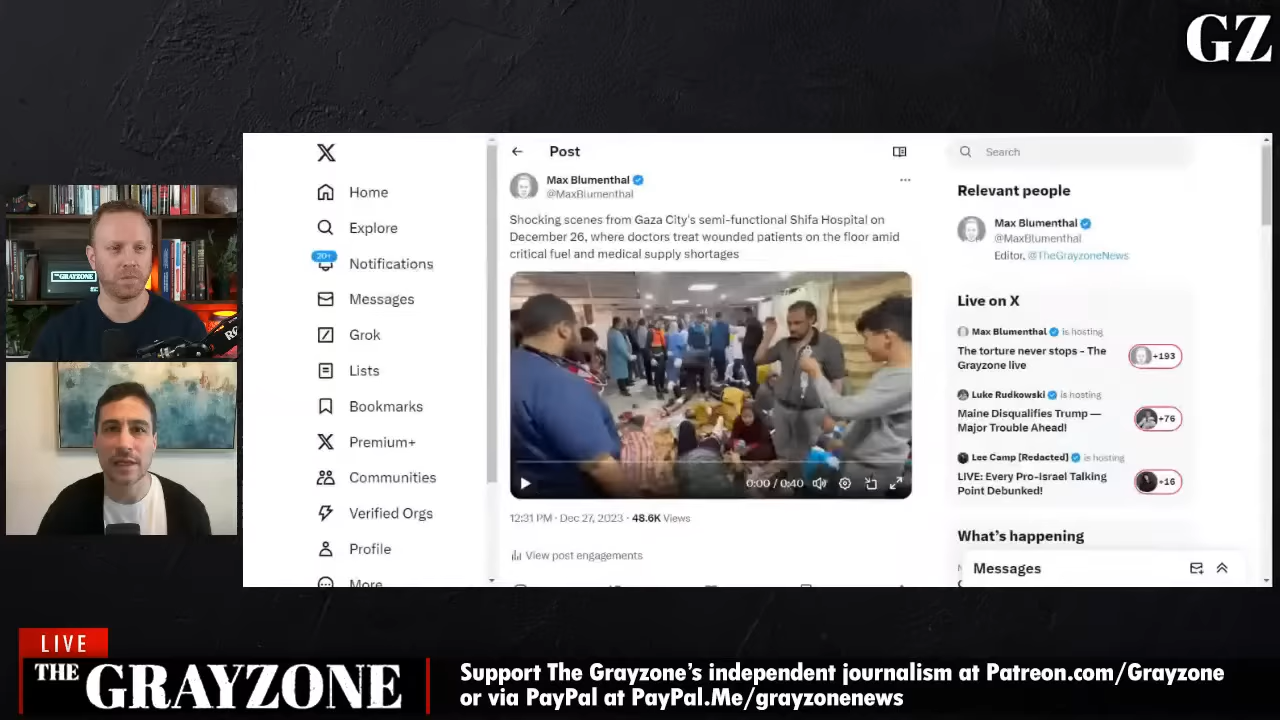 GZ
Home
Explore
20+
Notifications
Messages
Grok
Lists
Bookmarks
Premium+
Communities
Verified Orgs
Profile
More
Post
Max Blumenthal
@MaxBlumenthal
Shocking scenes from Gaza City's semi-functional Shifa Hospital on
December 26, where doctors treat wounded patients on the floor amid
critical fuel and medical supply shortages
0:00 / 0:40
12:31 PM · Dec 27, 2023 · 48.6K Views
View post engagements
Search
Relevant people
Max Blumenthal
@MaxBlumenthal
Editor, @TheGrayzoneNews
Live on X
Max Blumenthal is hosting
The torture never stops - The
Grayzone live
+193
Luke Rudkowski is hosting
Maine Disqualifies Trump —
Major Trouble Ahead!
+76
Lee Camp [Redacted] is hosting
LIVE: Every Pro-Israel Talking
Point Debunked!
+16
What's happening
Messages
THE GRAYZONE
LIVE
THE GRAYZONE
Support The Grayzone's independent journalism at Patreon.com/Grayzone
or via PayPal at PayPal.Me/grayzonenews